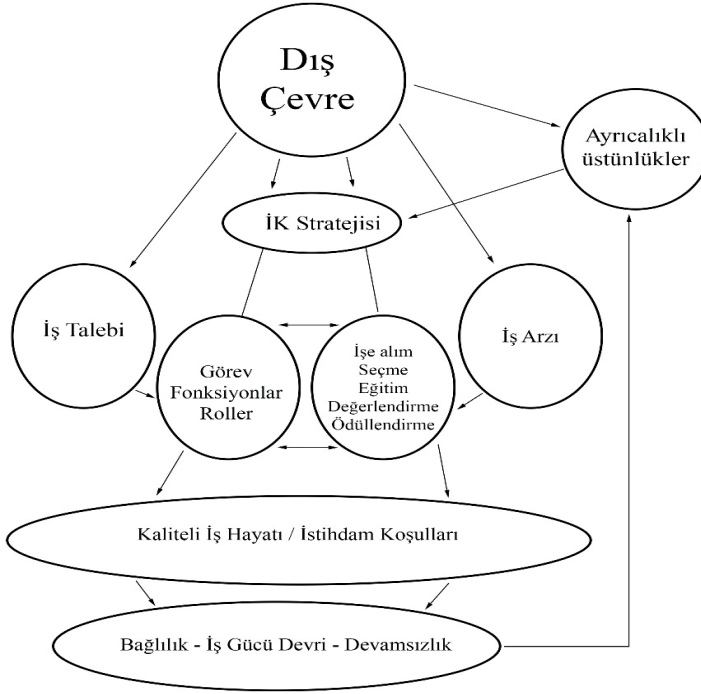 Dış
Çevre
Ayrıcalıklı
üstünlükler
İK Stratejisi
İş Talebi
İş Arzı
Görev
Fonksiyonlar
Roller
İşe alım
Seçme
Eğitim
Değerlendirme
Ödüllendirme
Kaliteli İş Hayatı / İstihdam Koşulları
Bağlılık - İş Gücü Devri - Devamsızlık